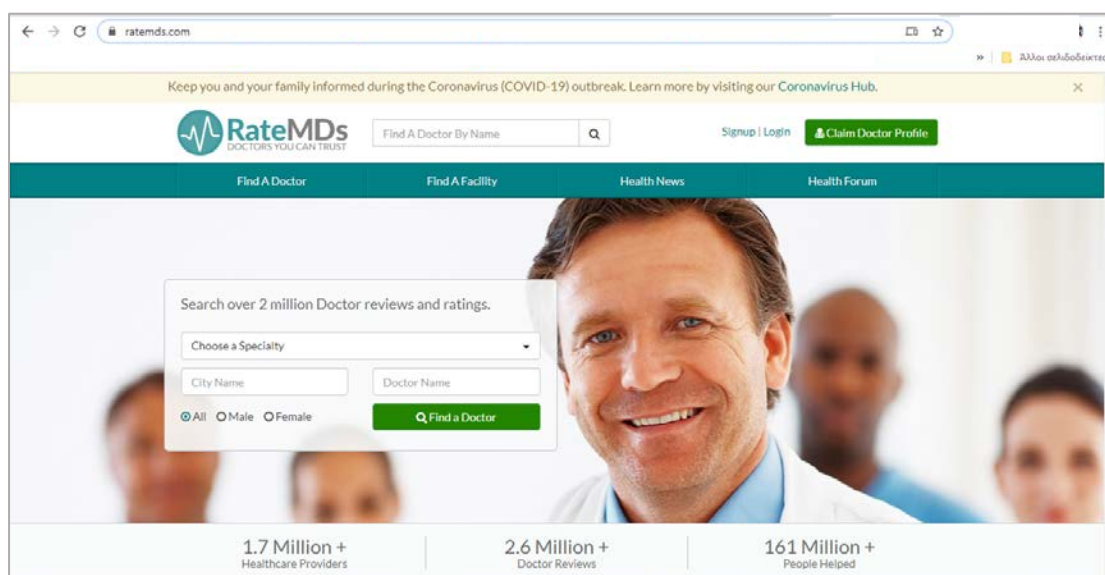 ratemds.com
» Άλλοι σελιδοδείκτες
Keep you and your family informed during the Coronavirus (COVID-19) outbreak. Learn more by visiting our Coronavirus Hub. ×
RateMDs
DOCTORS YOU CAN TRUST
Find A Doctor By Name
Signup | Login
Claim Doctor Profile
Find A Doctor Find A Facility Health News Health Forum
Search over 2 million Doctor reviews and ratings.
Choose a Specialty
City Name Doctor Name
All Male Female Find a Doctor
1.7 Million + 2.6 Million + 161 Million +
Healthcare Providers Doctor Reviews People Helped